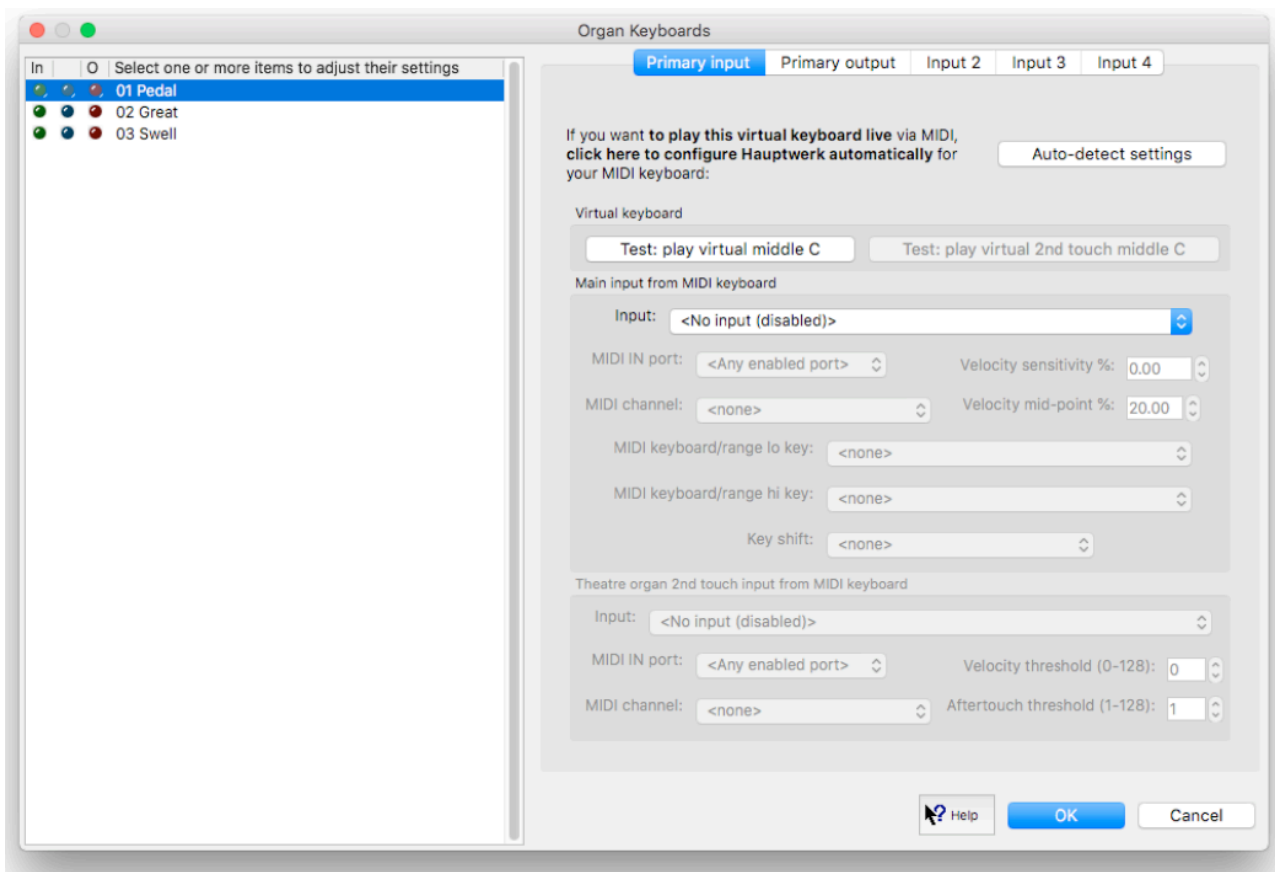 Organ Keyboards
In O Select one or more items to adjust their settings
01 Pedal
02 Great
03 Swell
Primary input Primary output Input 2 Input 3 Input 4
If you want to play this virtual keyboard live via MIDI,
click here to configure Hauptwerk automatically for
your MIDI keyboard:
Auto-detect settings
Virtual keyboard
Test: play virtual middle C Test: play virtual 2nd touch middle C
Main input from MIDI keyboard
Input: <No input (disabled)>
MIDI IN port: <Any enabled port> Velocity sensitivity %: 0.00
MIDI channel: <none> Velocity mid-point %: 20.00
MIDI keyboard/range lo key: <none>
MIDI keyboard/range hi key: <none>
Key shift: <none>
Theatre organ 2nd touch input from MIDI keyboard
Input: <No input (disabled)>
MIDI IN port: <Any enabled port> Velocity threshold (0-128): 0
MIDI channel: <none> Aftertouch threshold (1-128): 1
? Help OK Cancel